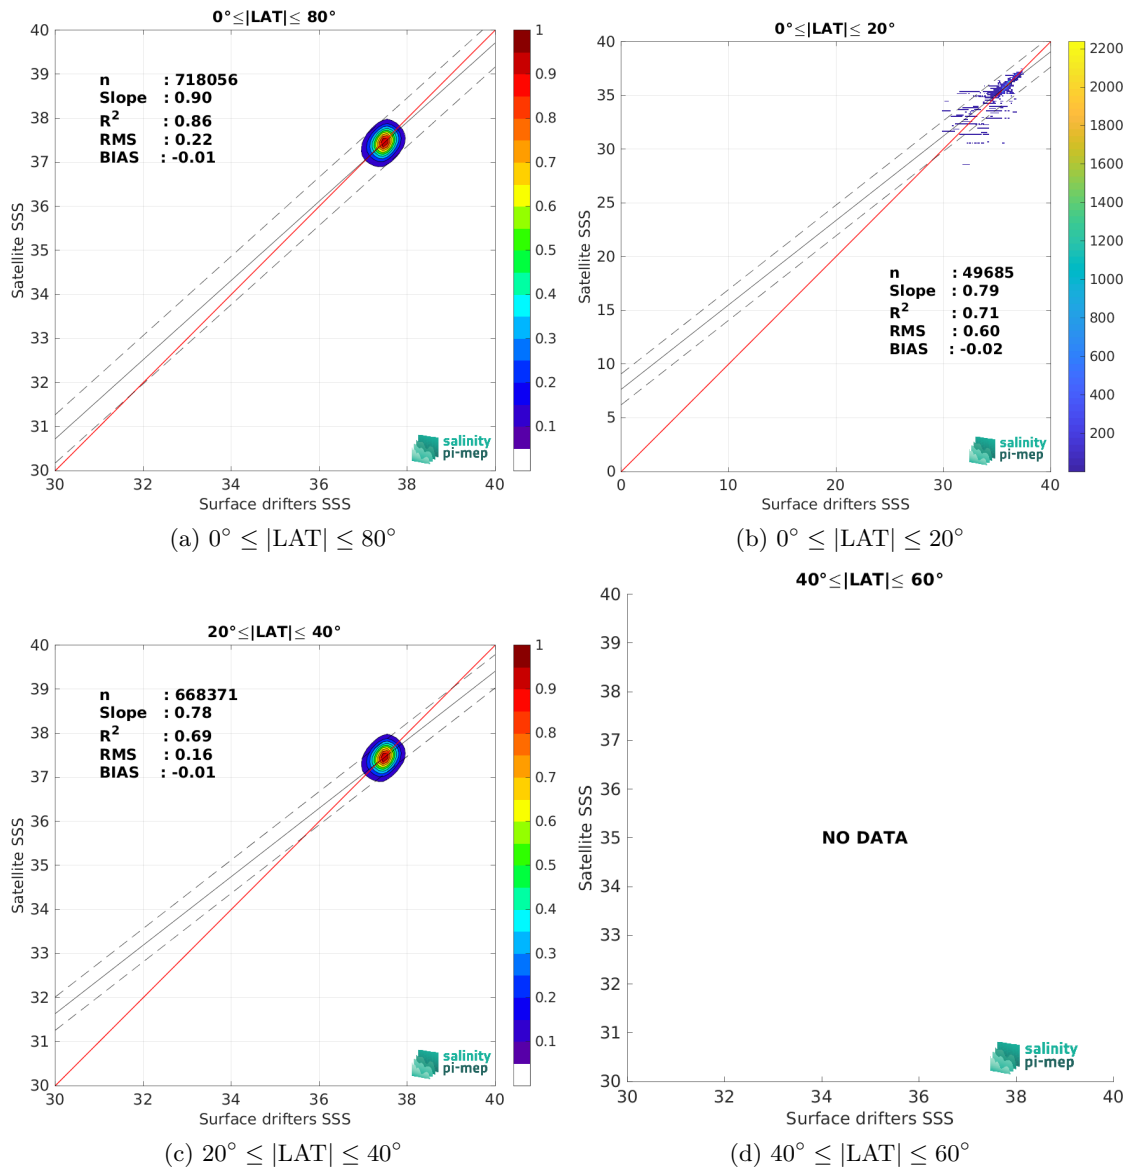 0°≤|LAT|≤ 80°
40
39
38
37
36
35
34
33
32
31
30
Satellite SSS
n : 718056
Slope : 0.90
R2 : 0.86
RMS : 0.22
BIAS : -0.01
salinity
pi-mep
30 32 34 36 38 40
Surface drifters SSS
1
0.9
0.8
0.7
0.6
0.5
0.4
0.3
0.2
0.1
(a) 0° ≤ |LAT| ≤ 80°
0°≤|LAT|≤ 20°
40
35
30
25
20
15
10
5
0
Satellite SSS
n : 49685
Slope : 0.79
R2 : 0.71
RMS : 0.60
BIAS : -0.02
salinity
pi-mep
0 10 20 30 40
Surface drifters SSS
2200
2000
1800
1600
1400
1200
1000
800
600
400
200
(b) 0° ≤ |LAT| ≤ 20°
20°≤|LAT|≤ 40°
40
39
38
37
36
35
34
33
32
31
30
Satellite SSS
n : 668371
Slope : 0.78
R2 : 0.69
RMS : 0.16
BIAS : -0.01
salinity
pi-mep
30 32 34 36 38 40
Surface drifters SSS
1
0.9
0.8
0.7
0.6
0.5
0.4
0.3
0.2
0.1
(c) 20° ≤ |LAT| ≤ 40°
40°≤|LAT|≤ 60°
40
39
38
37
36
35
34
33
32
31
30
Satellite SSS
NO DATA
salinity
pi-mep
30 32 34 36 38 40
Surface drifters SSS
(d) 40° ≤ |LAT| ≤ 60°